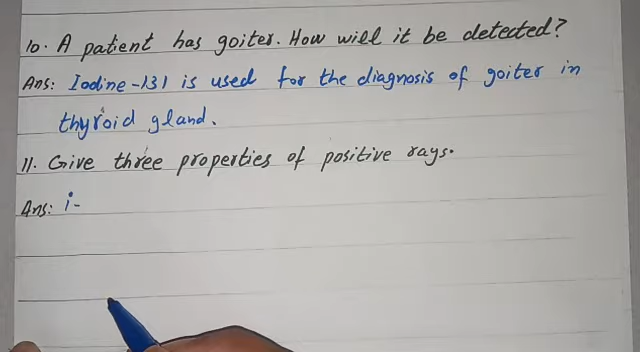 10. A patient has goiter. How will it be detected?
Ans: Iodine-131 is used for the diagnosis of goiter in
thyroid gland.
11. Give three properties of positive rays.
Ans: i-